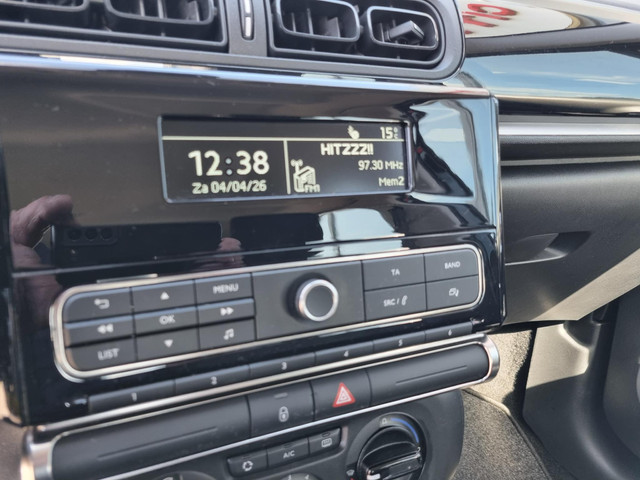 15°C
HITZZZ!!
12:38
97.30 MHz
Za 04/04/26
FM1
Mem2
TA
BAND
MENU
OK
SRC /
LIST
1 2 3 4 5 6
A/C